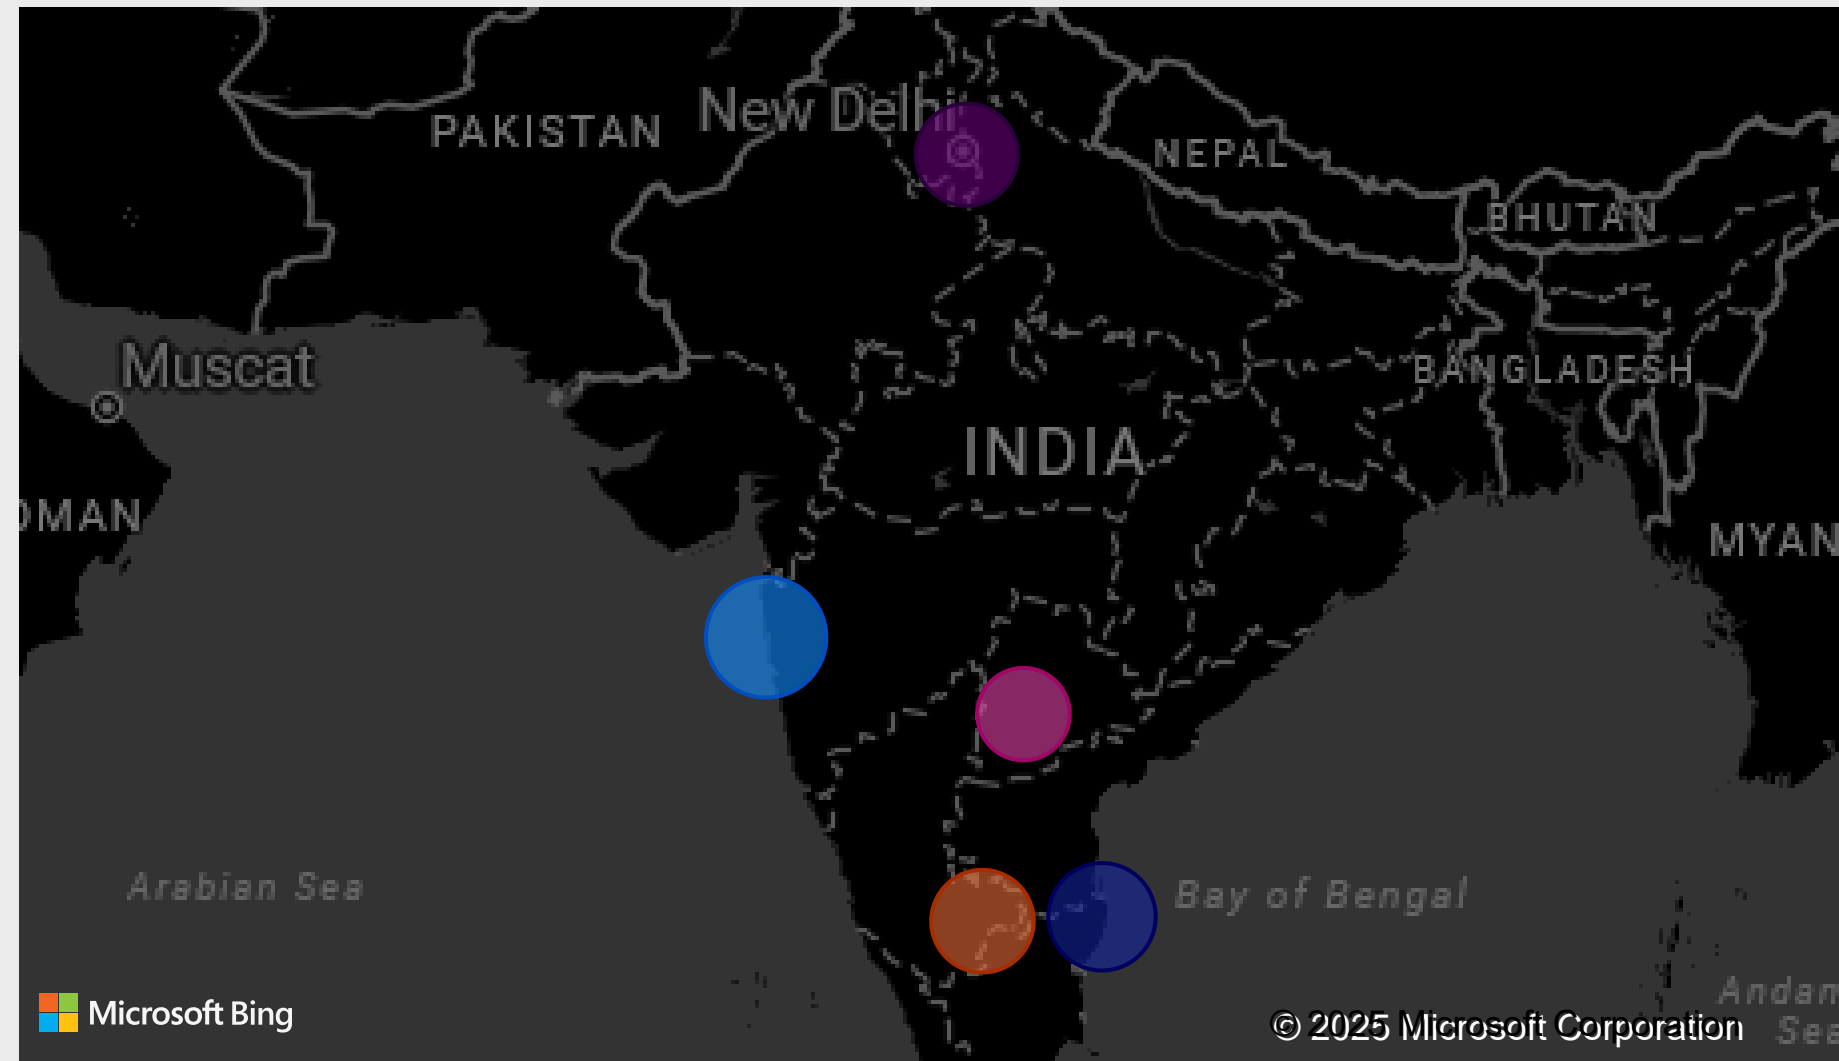 New Delhi
PAKISTAN
NEPAL
BHUTAN
Muscat
BANGLADESH
INDIA
OMAN
MYAN
Arabian Sea
Bay of Bengal
Andam
Sea
Microsoft Bing
© 2025 Microsoft Corporation